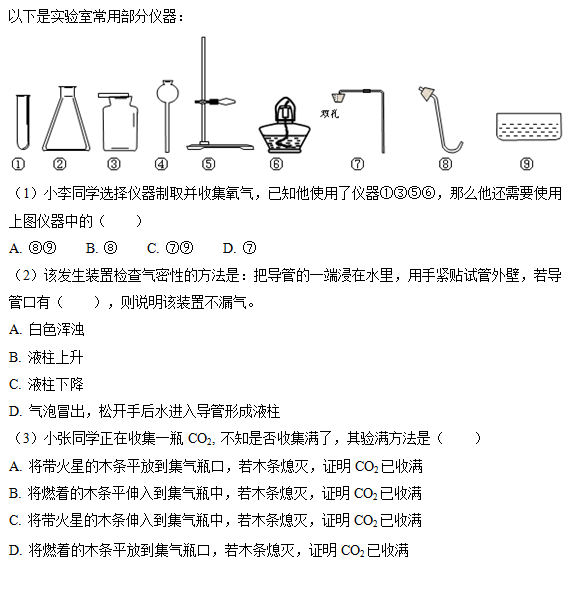 以下是实验室常用部分仪器：
双孔
① ② ③ ④ ⑤ ⑥ ⑦ ⑧ ⑨
（1）小李同学选择仪器制取并收集氧气，已知他使用了仪器①③⑤⑥，那么他还需要使用
上图仪器中的（  ）
A. ⑧⑨ B. ⑧ C. ⑦⑨ D. ⑦
（2）该发生装置检查气密性的方法是：把导管的一端浸在水里，用手紧贴试管外壁，若导
管口有（  ），则说明该装置不漏气。
A. 白色浑浊
B. 液柱上升
C. 液柱下降
D. 气泡冒出，松开手后水进入导管形成液柱
（3）小张同学正在收集一瓶 CO₂, 不知是否收集满了，其验满方法是（  ）
A. 将带火星的木条平放到集气瓶口，若木条熄灭，证明 CO₂已收满
B. 将燃着的木条平伸入到集气瓶中，若木条熄灭，证明 CO₂已收满
C. 将带火星的木条伸入到集气瓶中，若木条熄灭，证明 CO₂已收满
D. 将燃着的木条平放到集气瓶口，若木条熄灭，证明 CO₂已收满